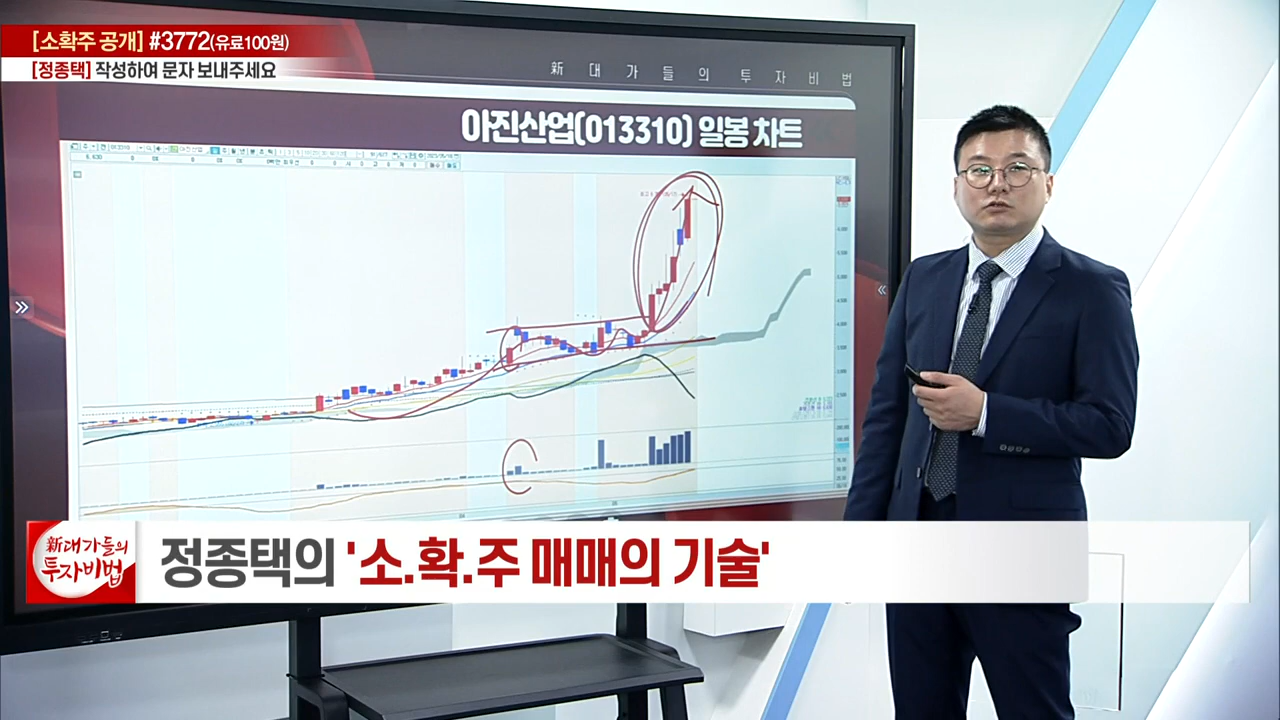 [소확주 공개] #3772(유료100원)
[정종택] 작성하여 문자 보내주세요
新 대 가 들 의 투 자 비 법
아진산업(013310) 일봉 차트
新대가들의
투자비법
정종택의 '소.확.주 매매의 기술'